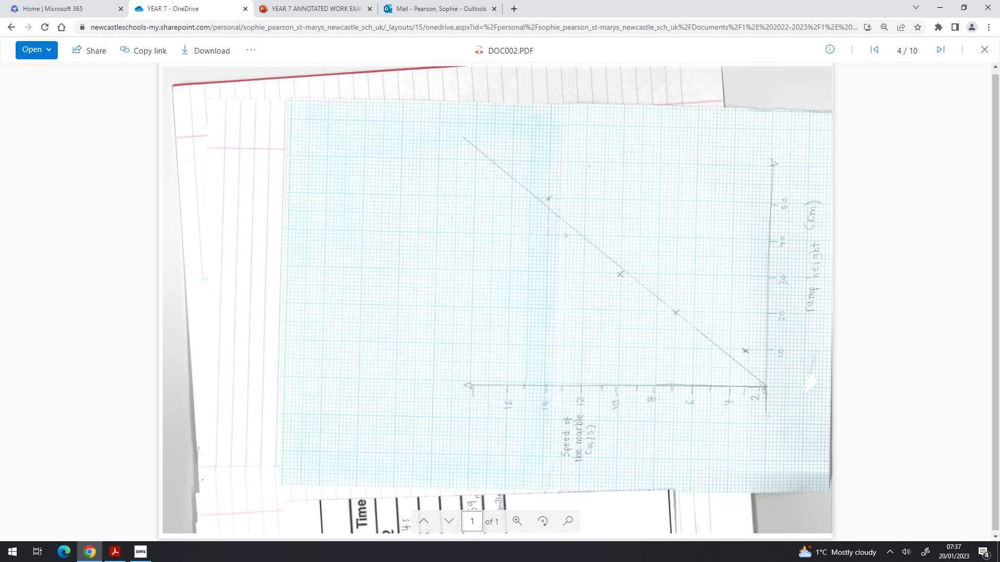 Home | Microsoft 365
YEAR 7 - OneDrive
YEAR 7 ANNOTATED WORK EXA
Mail - Pearson, Sophie - Outlook
newcastleschools-my.sharepoint.com/personal/sophie_pearson_st-marys_newcastle_sch_uk/_layouts/15/onedrive.aspx?id=%2Fpersonal%2Fsophie_pearson_st-marys_newcastle_sch_uk%2FDocuments%2F1%2E%202022-2023%2F1%2E%20...
Open
Share
Copy link
Download
DOC002.PDF
4 / 10
50
40
30
20
10
ramp height (cm)
16
14
12
10
8
6
4
2
Speed of
the marble
cm/s)
Time
4s
1 of 1
SIMS
1°C Mostly cloudy
07:37
20/01/2023
4